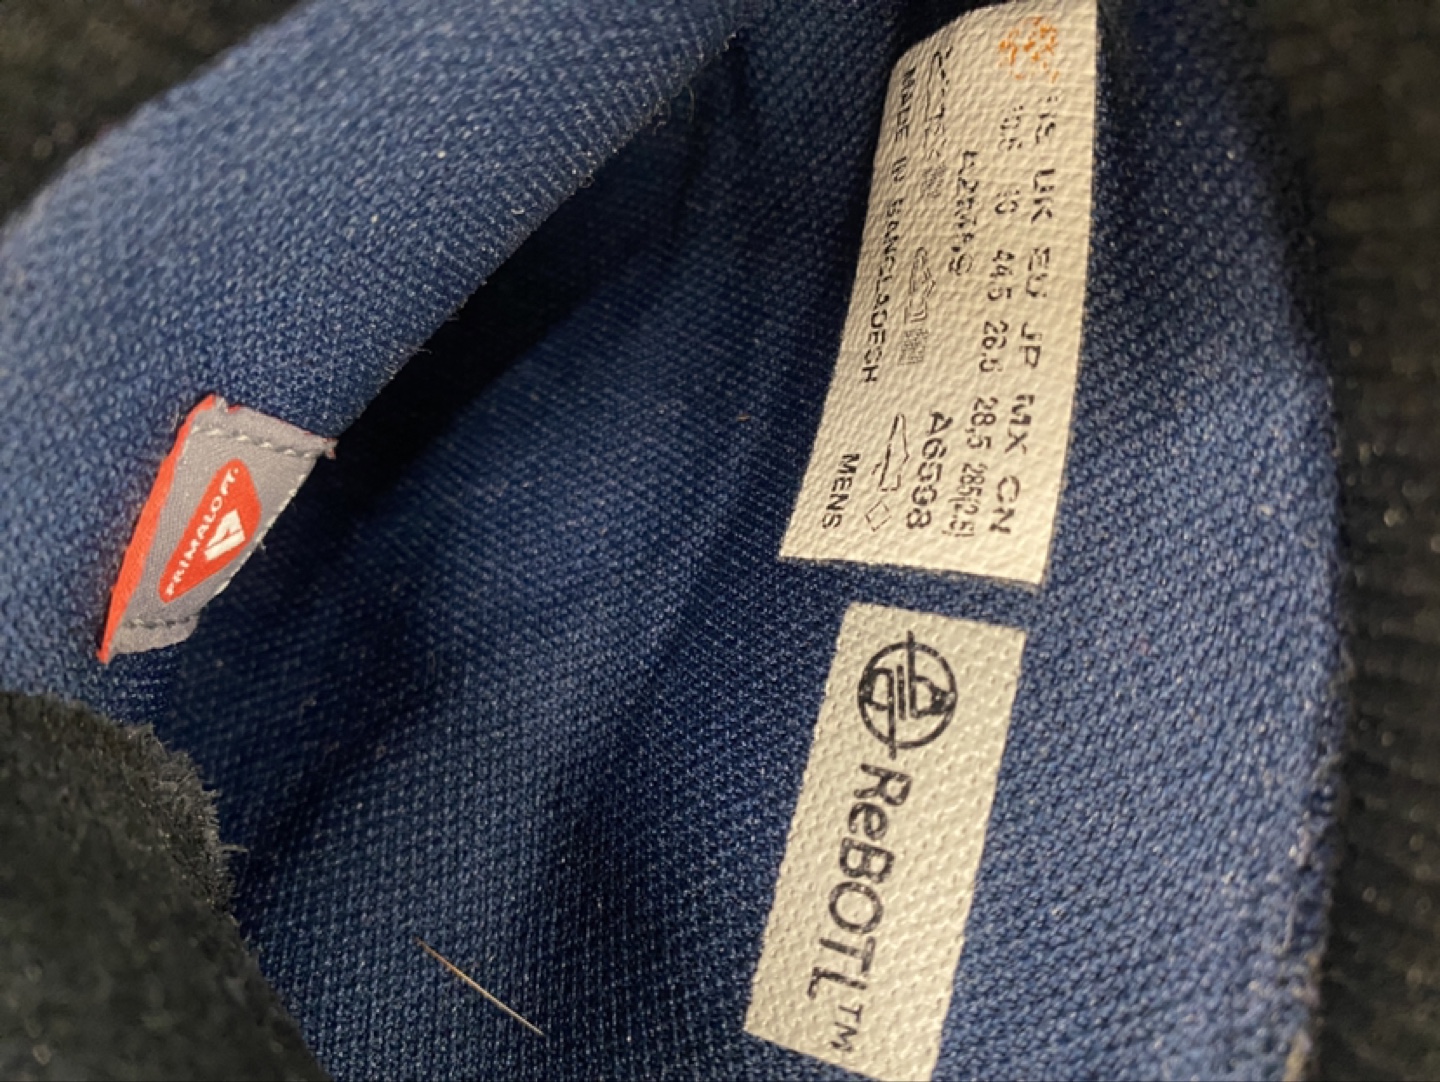 US UK EU JP MX CN
10.5 10 44.5 28.5 28.5 285(2.5)
A6598
MADE IN BANGLADESH
MENS
ReBOTL™
PRIMALOFT